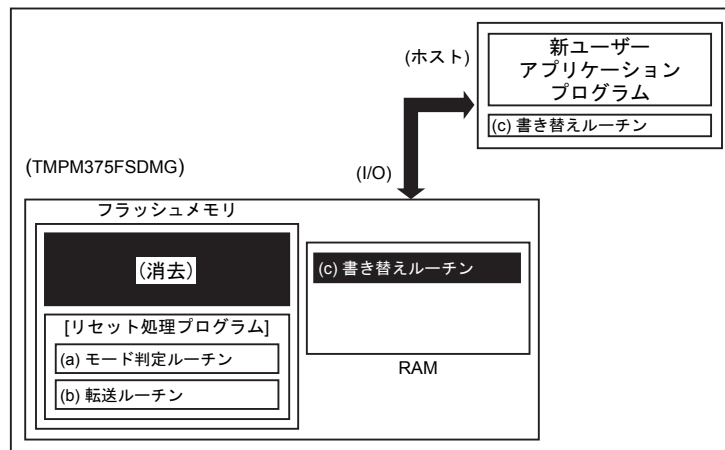 (ホスト)
新ユーザー
アプリケーション
プログラム
(c) 書き替えルーチン
(TMPM375FSDMG)
(I/O)
フラッシュメモリ
(消去)
[リセット処理プログラム]
(a) モード判定ルーチン
(b) 転送ルーチン
(c) 書き替えルーチン
RAM